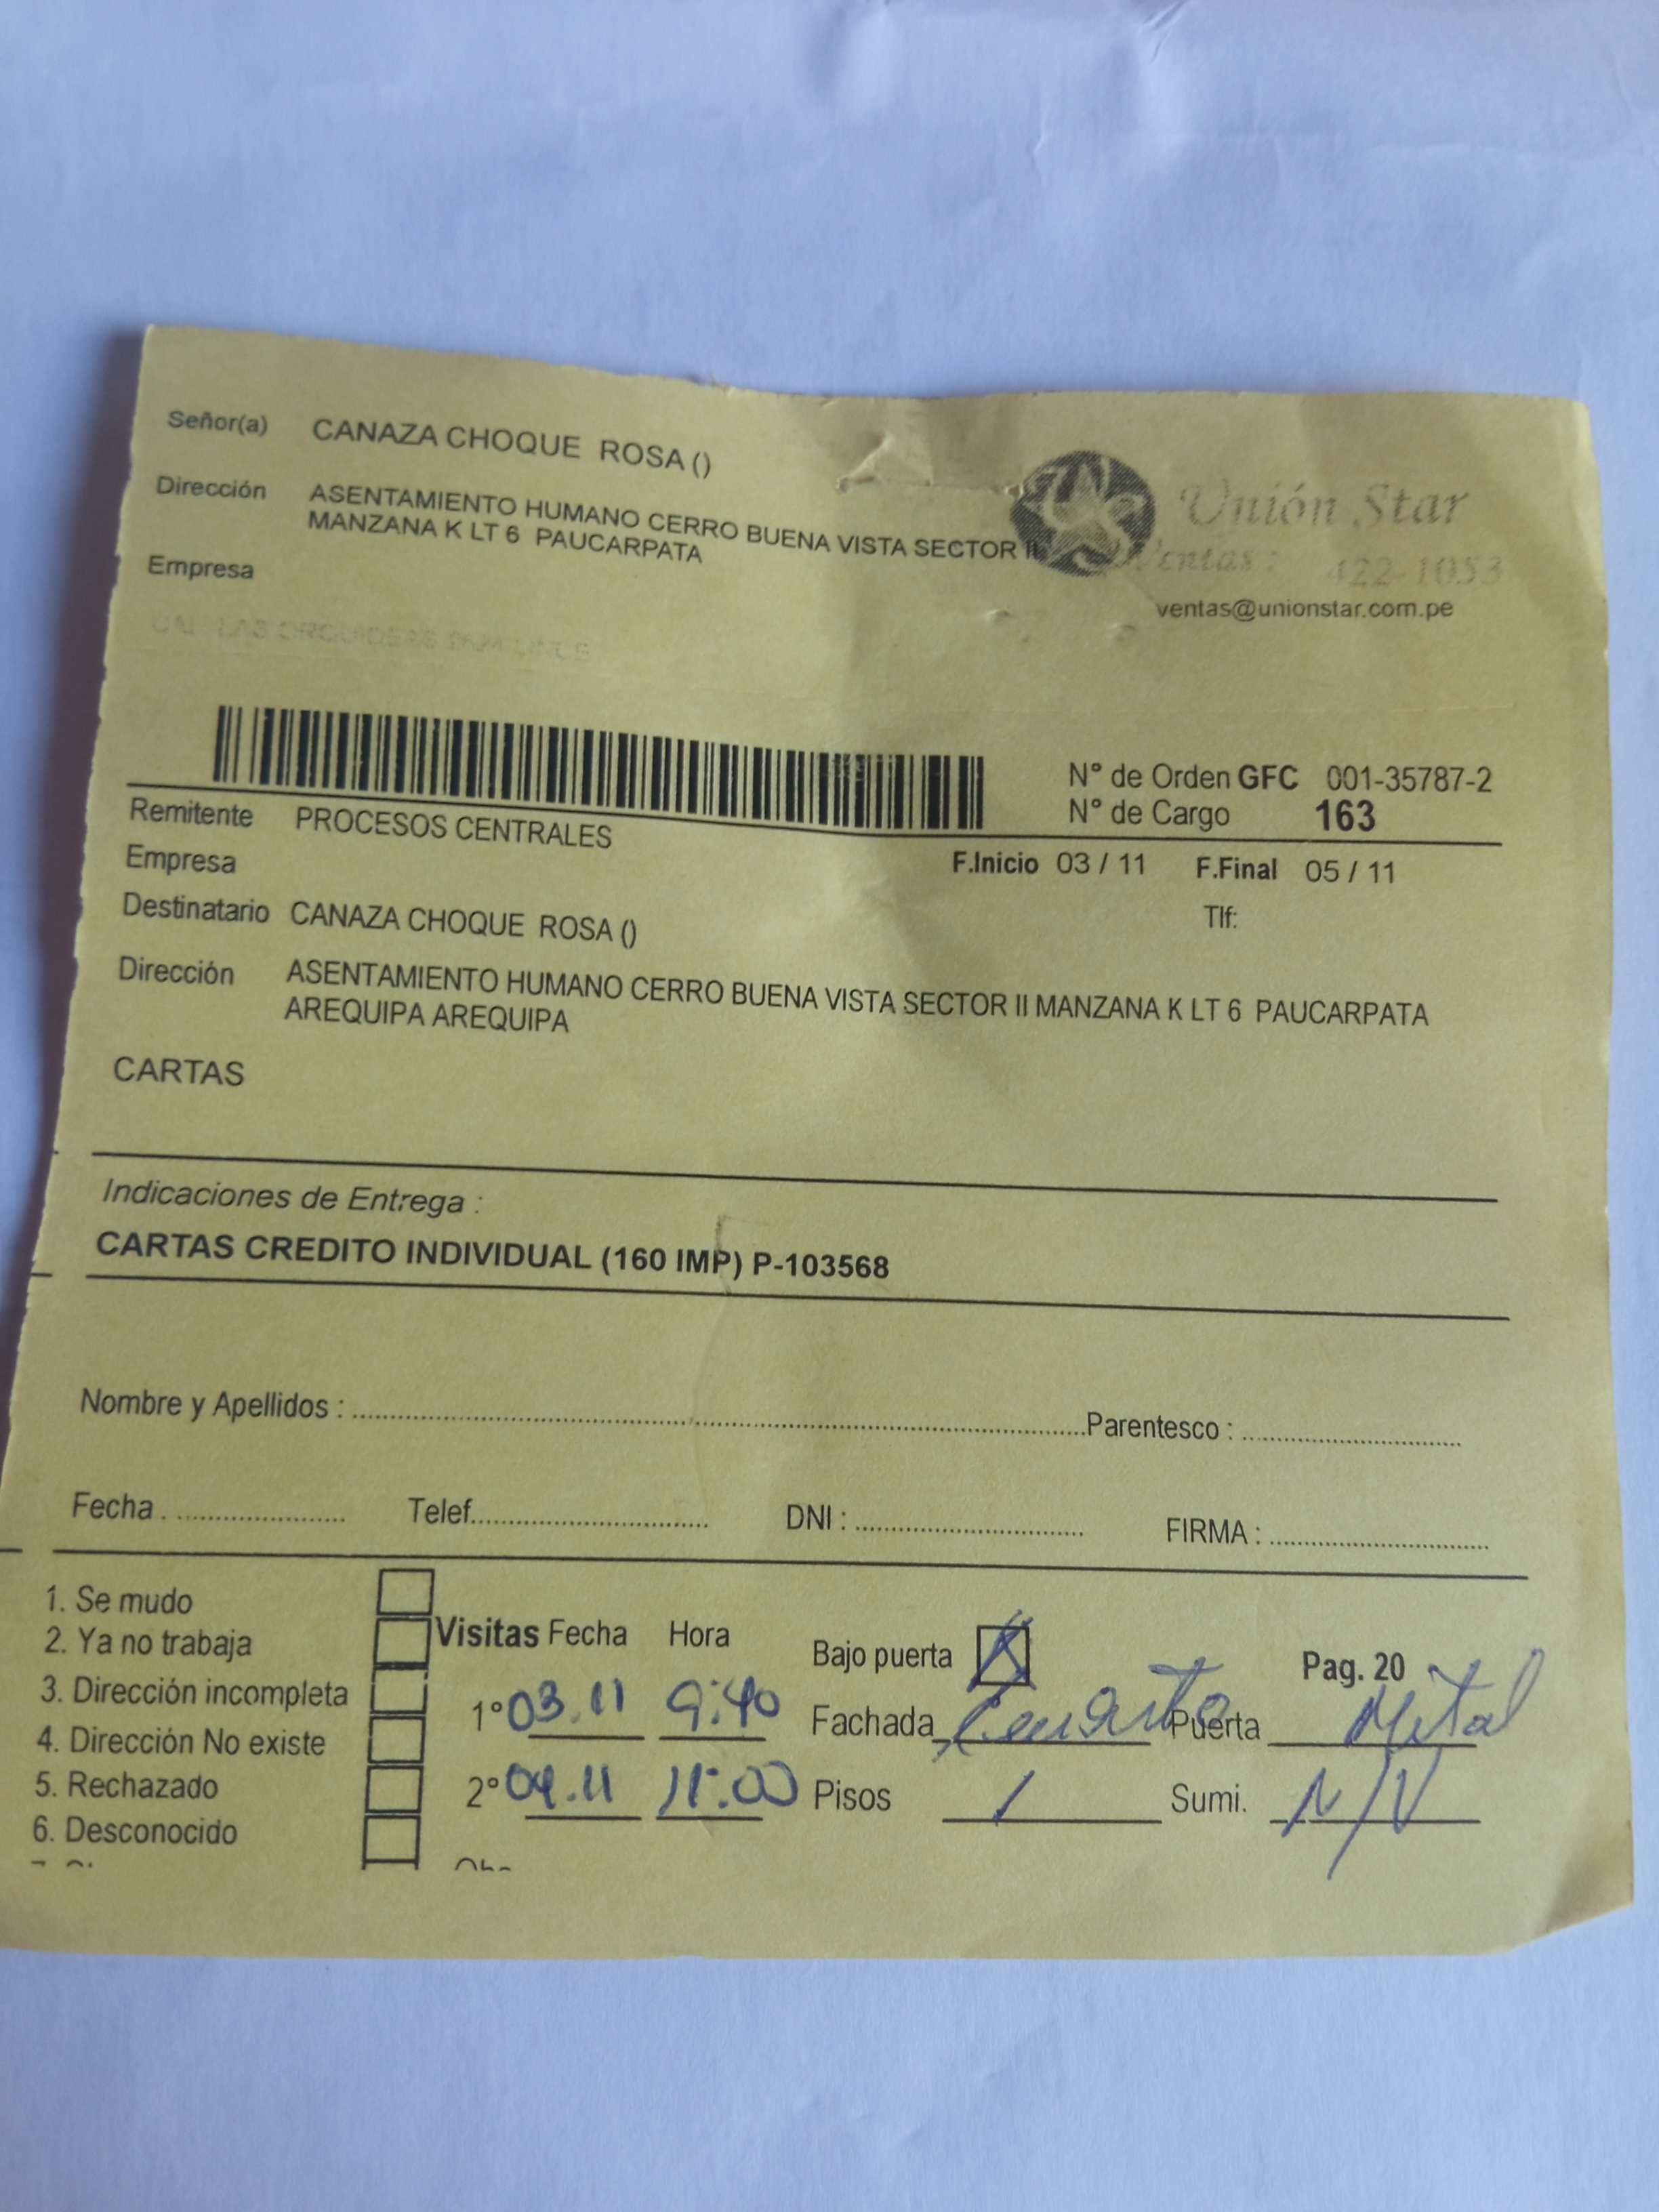 Señor(a) CANAZA CHOQUE ROSA ()
Dirección ASENTAMIENTO HUMANO CERRO BUENA VISTA SECTOR II
MANZANA K LT 6 PAUCARPATA
Empresa
Unión Star
Ventas: 422-1053
ventas@unionstar.com.pe
N° de Orden GFC 001-35787-2
N° de Cargo 163
Remitente PROCESOS CENTRALES
Empresa
F.Inicio 03 / 11 F.Final 05 / 11
Destinatario CANAZA CHOQUE ROSA ()
Tlf:
Dirección ASENTAMIENTO HUMANO CERRO BUENA VISTA SECTOR II MANZANA K LT 6 PAUCARPATA
AREQUIPA AREQUIPA
CARTAS
Indicaciones de Entrega :
CARTAS CREDITO INDIVIDUAL (160 IMP) P-103568
Nombre y Apellidos : Parentesco :
Fecha Telef. DNI : FIRMA :
1. Se mudo
2. Ya no trabaja
3. Dirección incompleta
4. Dirección No existe
5. Rechazado
6. Desconocido
Visitas Fecha Hora
1° 03.11 9:40
2° 04.11 11:00
Bajo puerta X Pag. 20
Fachada Puerta Metal
Pisos 1 Sumi. N/V